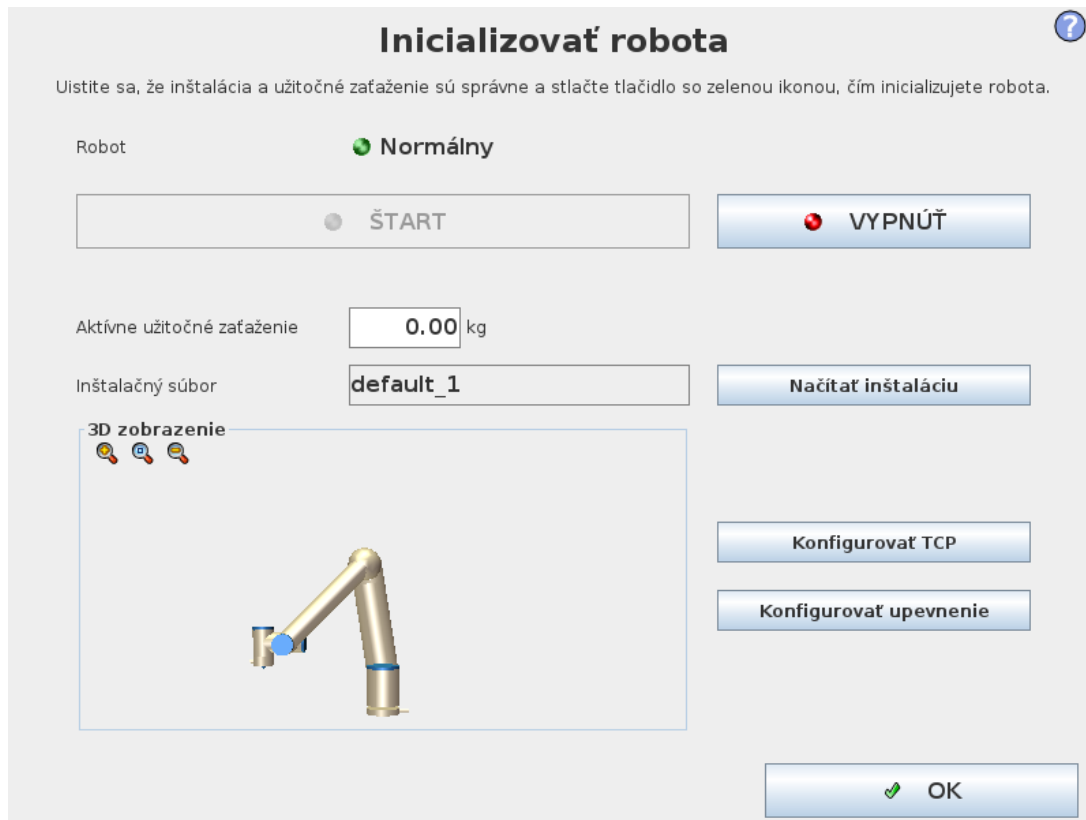 Inicializovať robota
?
Uistite sa, že inštalácia a užitočné zaťaženie sú správne a stlačte tlačidlo so zelenou ikonou, čím inicializujete robota.
Robot Normálny
ŠTART VYPNÚŤ
Aktívne užitočné zaťaženie 0.00 kg
Inštalačný súbor default_1 Načítať inštaláciu
3D zobrazenie
Konfigurovať TCP
Konfigurovať upevnenie
OK